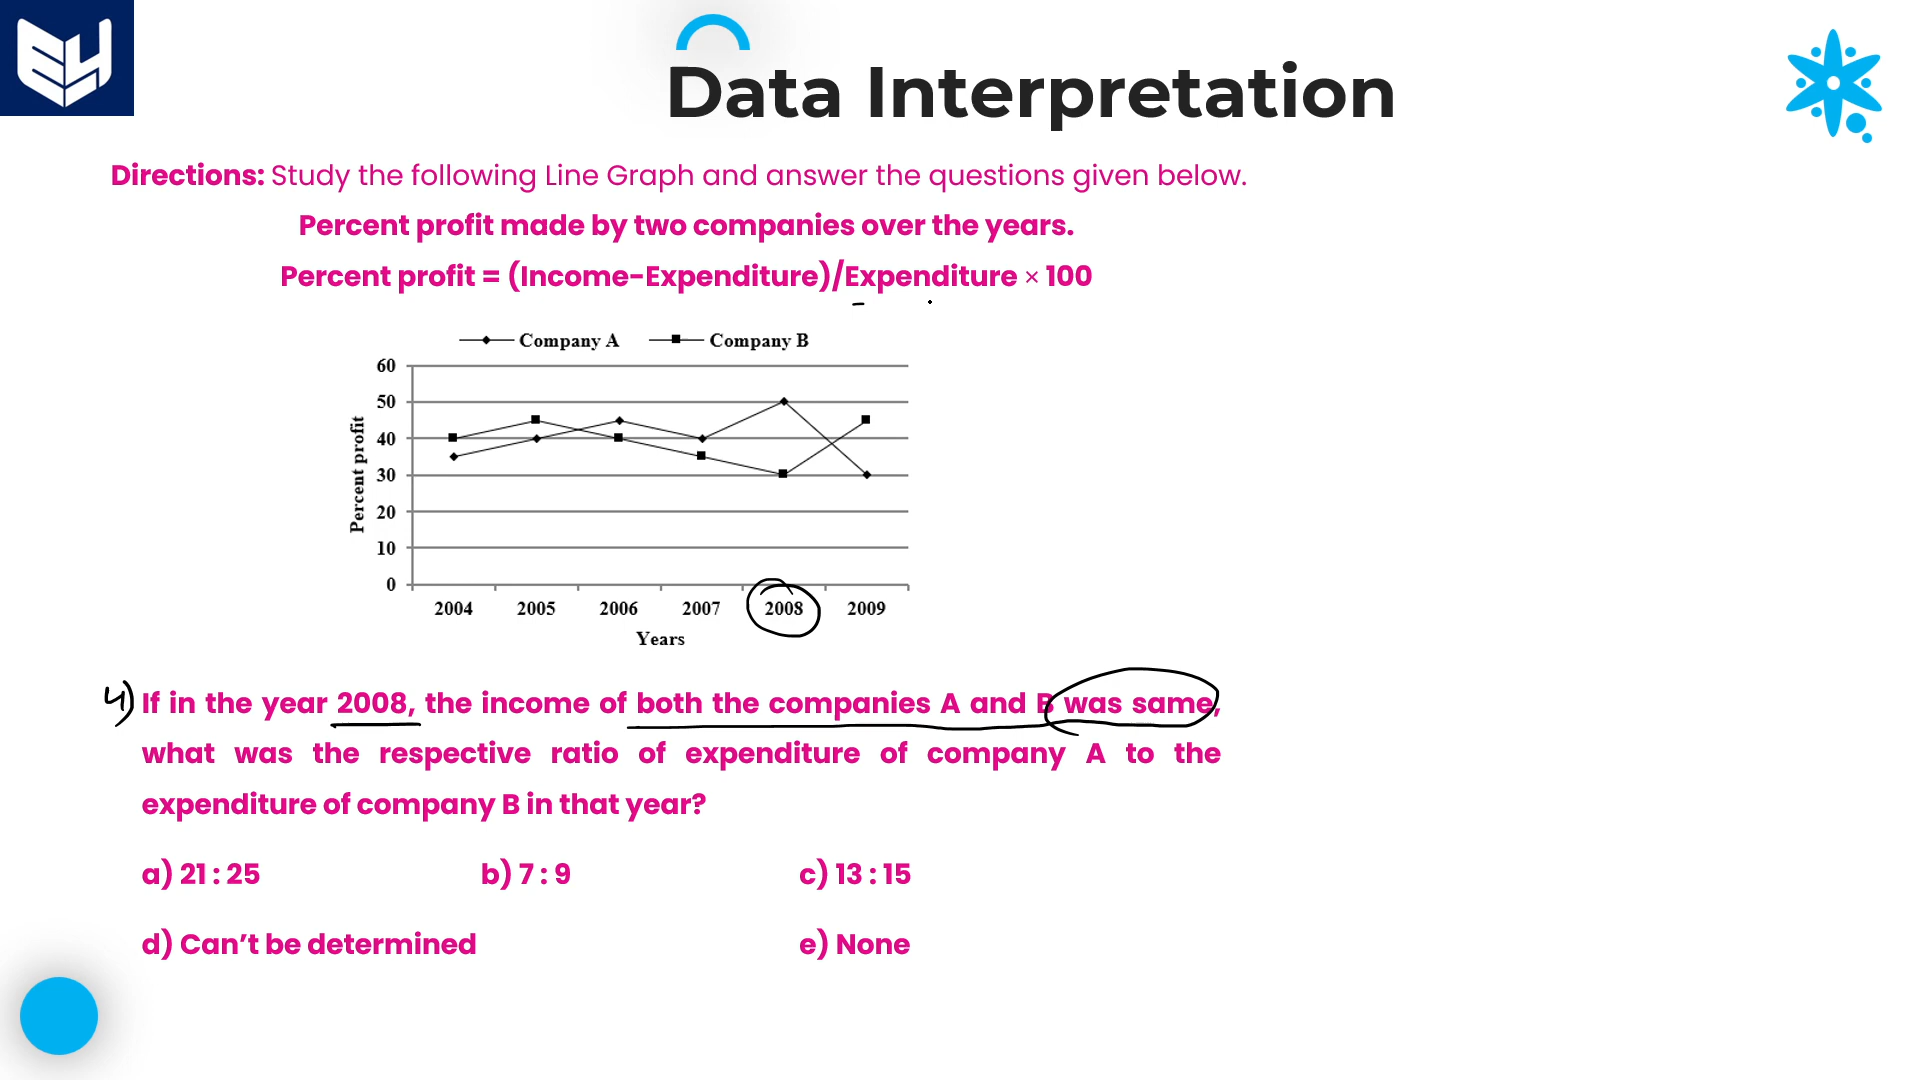 Data Interpretation
Directions: Study the following Line Graph and answer the questions given below.
Percent profit made by two companies over the years.
Percent profit = (Income-Expenditure)/Expenditure × 100
Company A Company B
60
50
40
30
20
10
0
Percent profit
2004 2005 2006 2007 2008 2009
Years
4) If in the year 2008, the income of both the companies A and B was same,
what was the respective ratio of expenditure of company A to the
expenditure of company B in that year?
a) 21 : 25 b) 7 : 9 c) 13 : 15
d) Can’t be determined e) None